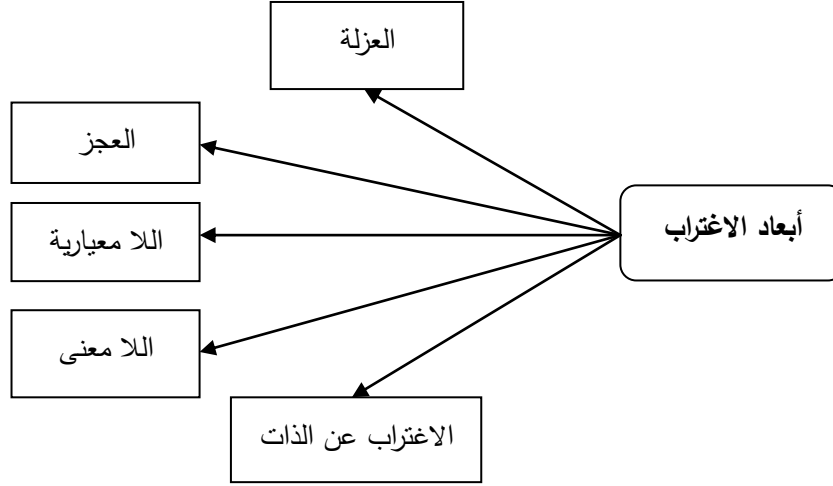 العزلة
العجز
أبعاد الاغتراب
اللا معيارية
اللا معنى
الاغتراب عن الذات